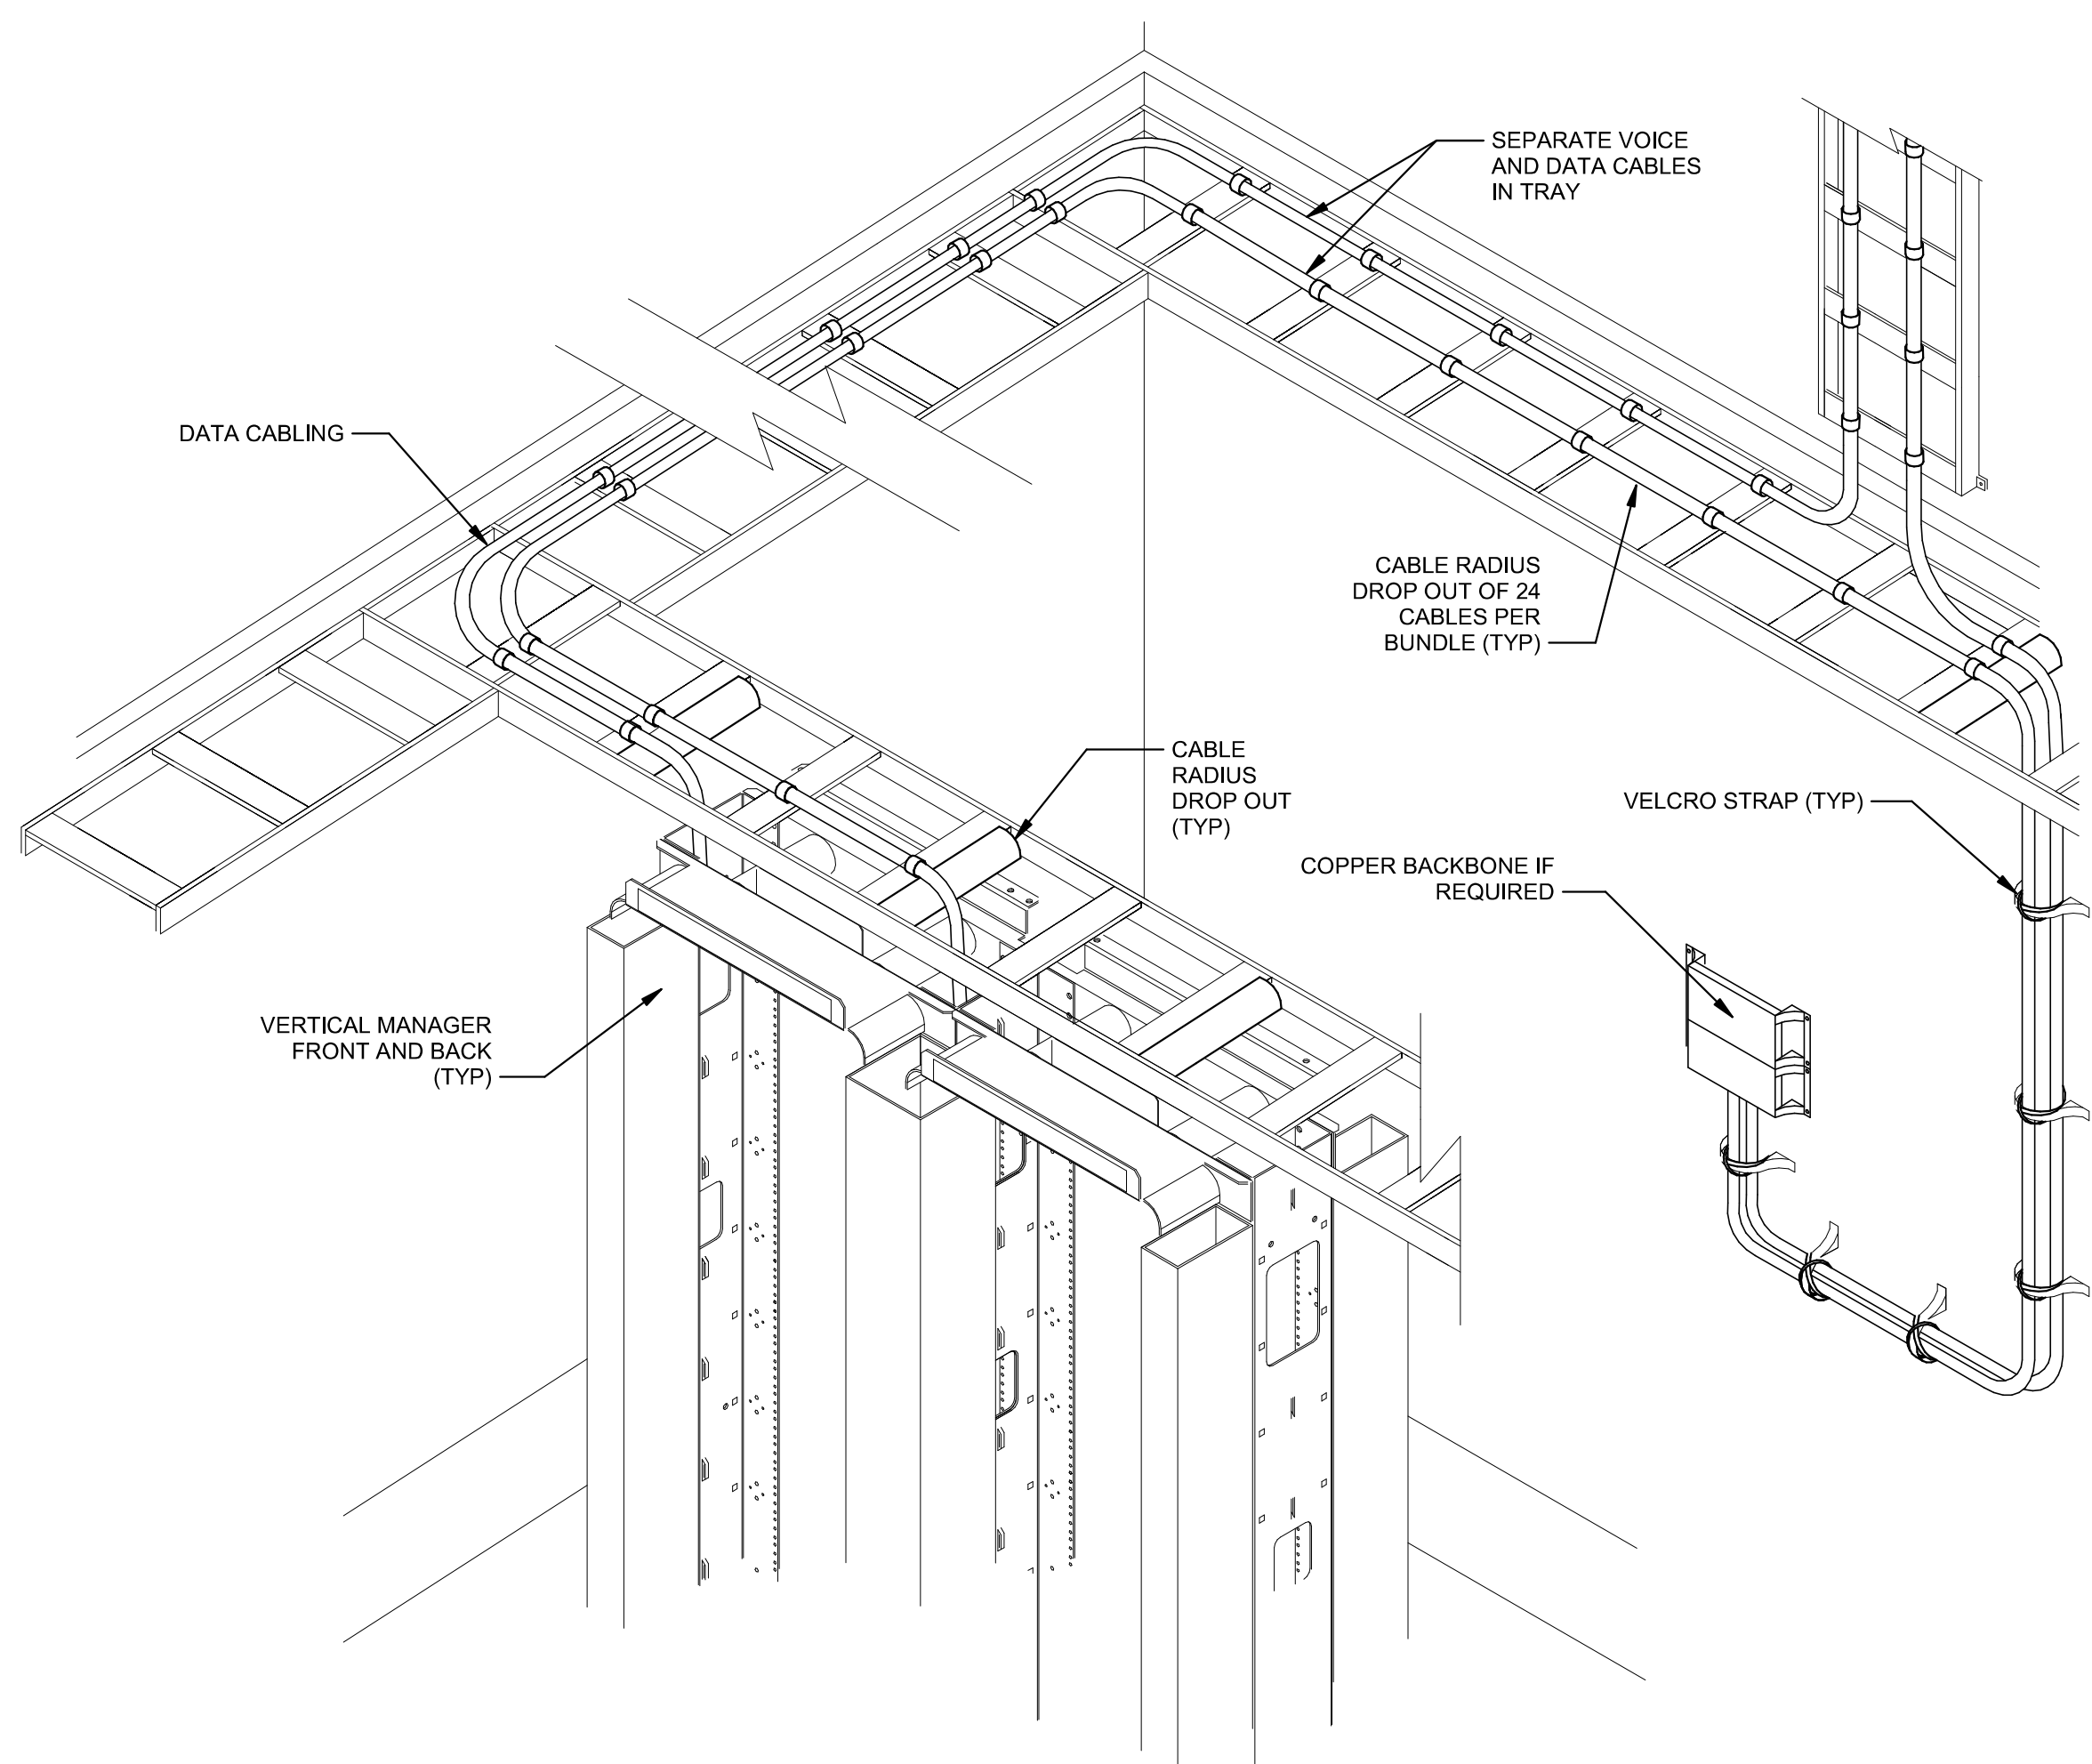 SEPARATE VOICE
AND DATA CABLES
IN TRAY
DATA CABLING
CABLE RADIUS
DROP OUT OF 24
CABLES PER
BUNDLE (TYP)
CABLE
RADIUS
DROP OUT
(TYP)
VELCRO STRAP (TYP)
COPPER BACKBONE IF
REQUIRED
VERTICAL MANAGER
FRONT AND BACK
(TYP)